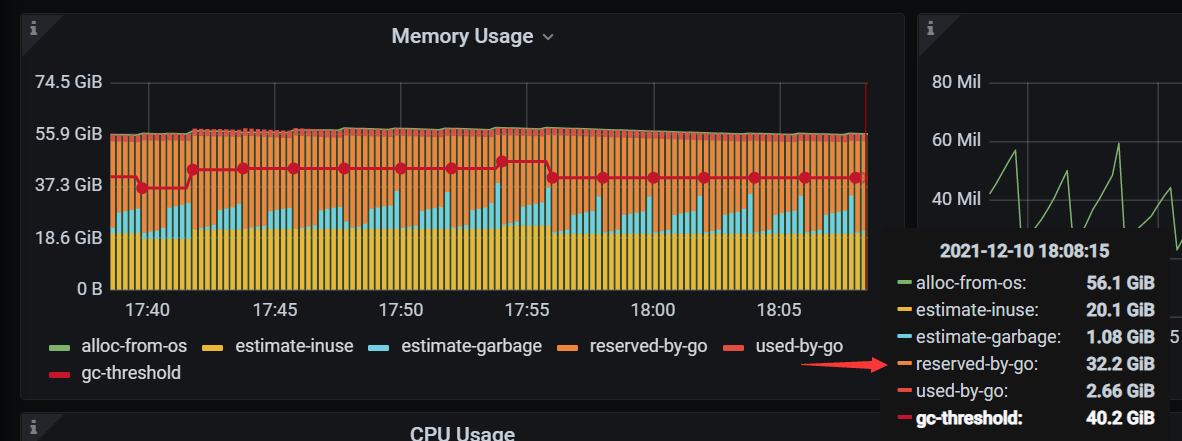 Memory Usage
74.5 GiB
55.9 GiB
37.3 GiB
18.6 GiB
0 B
17:40 17:45 17:50 17:55 18:00 18:05
alloc-from-os estimate-inuse estimate-garbage reserved-by-go used-by-go
gc-threshold
80 Mil
60 Mil
40 Mil
2021-12-10 18:08:15
alloc-from-os: 56.1 GiB
estimate-inuse: 20.1 GiB
estimate-garbage: 1.08 GiB
reserved-by-go: 32.2 GiB
used-by-go: 2.66 GiB
gc-threshold: 40.2 GiB
5
CPU Usage